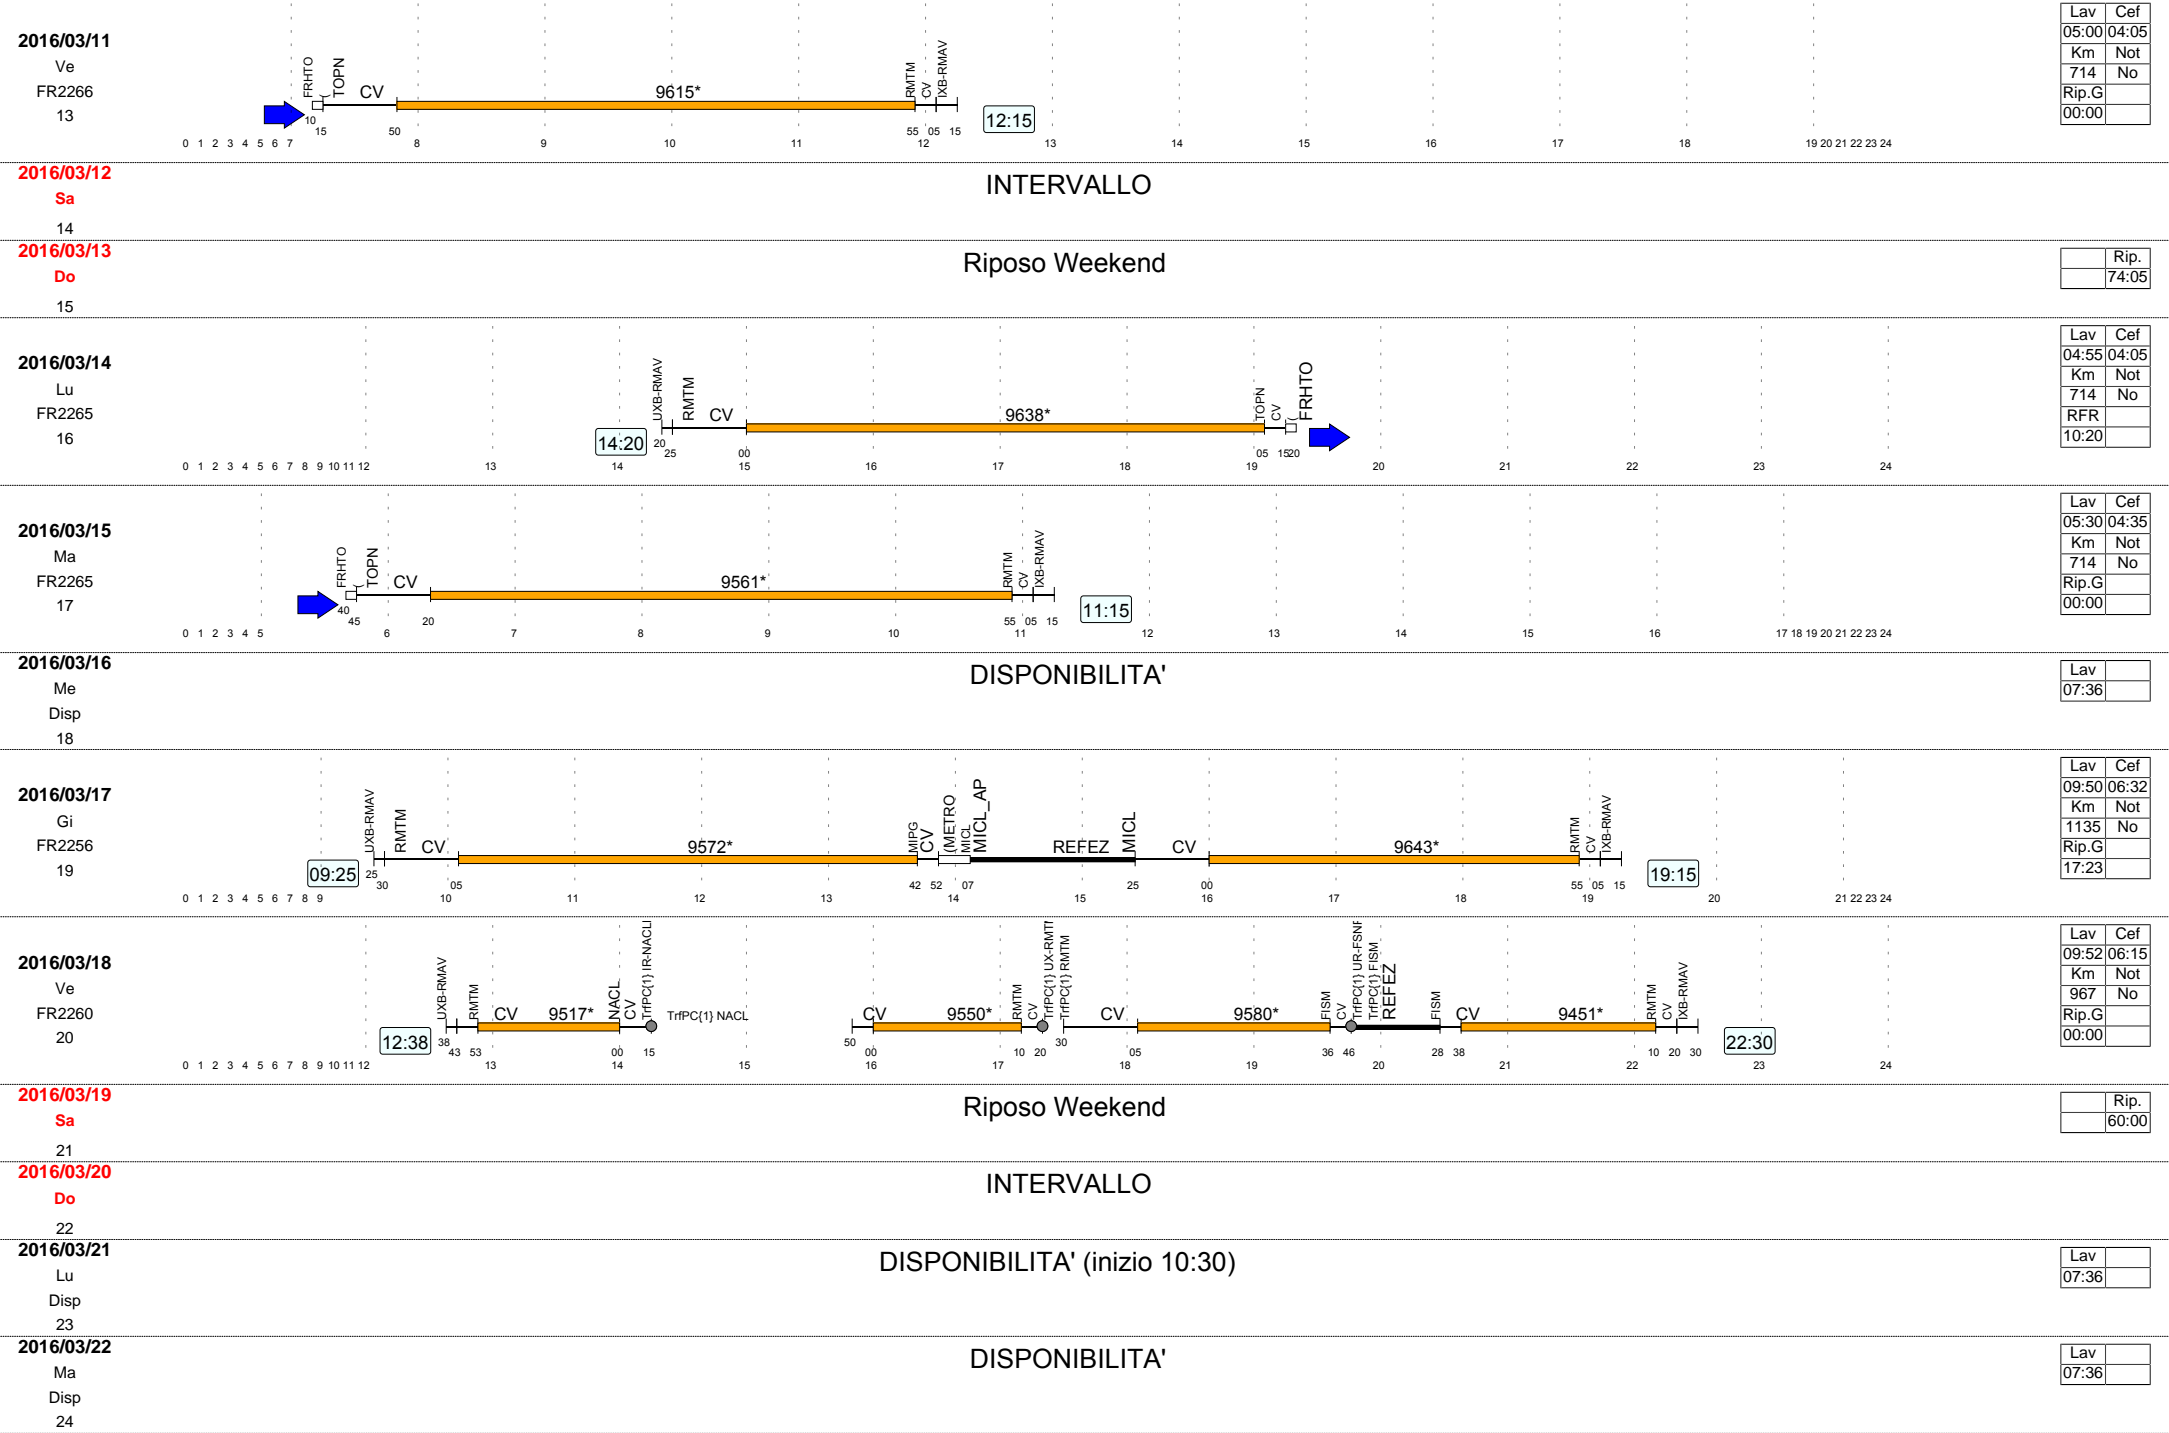 2016/03/11
Ve
FR2266
13
FRHTO
(
TOPN
CV
9615*
RMTM
CV
IXB-RMAV
10
15
50
55 05 15
12:15
0 1 2 3 4 5 6 7 8 9 10 11 12 13 14 15 16 17 18 19 20 21 22 23 24
Lav Cef
05:00 04:05
Km Not
714 No
Rip.G
00:00
2016/03/12
Sa
14
INTERVALLO
2016/03/13
Do
15
Riposo Weekend
Rip.
74:05
2016/03/14
Lu
FR2265
16
14:20
UXB-RMAV
RMTM
CV
9638*
TOPN
CV
(
FRHTO
20
25
00
05 15 20
0 1 2 3 4 5 6 7 8 9 10 11 12 13 14 15 16 17 18 19 20 21 22 23 24
Lav Cef
04:55 04:05
Km Not
714 No
RFR
10:20
2016/03/15
Ma
FR2265
17
FRHTO
(
TOPN
CV
9561*
RMTM
CV
IXB-RMAV
40
45
20
55 05 15
11:15
0 1 2 3 4 5 6 7 8 9 10 11 12 13 14 15 16 17 18 19 20 21 22 23 24
Lav Cef
05:30 04:35
Km Not
714 No
Rip.G
00:00
2016/03/16
Me
Disp
18
DISPONIBILITA'
Lav
07:36
2016/03/17
Gi
FR2256
19
09:25
UXB-RMAV
RMTM
CV
9572*
MIPG
CV
(METRO
MICL
MICL_AP
REFEZ
MICL
CV
9643*
RMTM
CV
IXB-RMAV
25
30
05
42 52 07
25
00
55 05 15
19:15
0 1 2 3 4 5 6 7 8 9 10 11 12 13 14 15 16 17 18 19 20 21 22 23 24
Lav Cef
09:50 06:32
Km Not
1135 No
Rip.G
17:23
2016/03/18
Ve
FR2260
20
12:38
UXB-RMAV
RMTM
CV
9517*
NACL
CV
TrfPC{1} IR-NACL
TrfPC{1} NACL
CV
9550*
RMTM
CV
TrfPC{1} UX-RMT
TrfPC{1} RMTM
CV
9580*
FISM
CV
TrfPC{1} UR-FSN
TrfPC{1} FISM
REFEZ
FISM
CV
9451*
RMTM
CV
IXB-RMAV
38
43 53
00 15
50
00
10 20
30
05
36 46
28 38
10 20 30
22:30
0 1 2 3 4 5 6 7 8 9 10 11 12 13 14 15 16 17 18 19 20 21 22 23 24
Lav Cef
09:52 06:15
Km Not
967 No
Rip.G
00:00
2016/03/19
Sa
21
Riposo Weekend
Rip.
60:00
2016/03/20
Do
22
INTERVALLO
2016/03/21
Lu
Disp
23
DISPONIBILITA' (inizio 10:30)
Lav
07:36
2016/03/22
Ma
Disp
24
DISPONIBILITA'
Lav
07:36